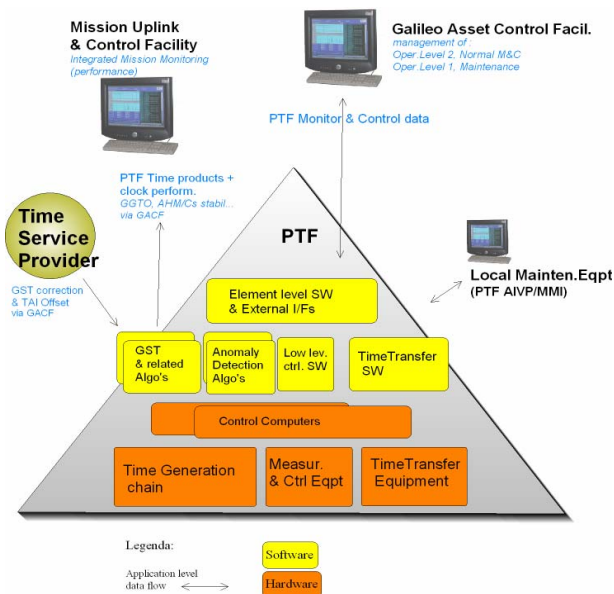 Mission Uplink
& Control Facility
Integrated Mission Monitoring
(performance)
Galileo Asset Control Facil.
management of :
Oper.Level 2, Normal M&C
Oper.Level 1, Maintenance
PTF Monitor & Control data
PTF Time products +
clock perform.
GGTO, AHM/Cs stabil...
via GACF
Time
Service
Provider
GST correction
& TAI Offset
via GACF
PTF
Local Mainten.Eqpt
(PTF AIVP/MMI)
Element level SW
& External I/Fs
GST
& related
Algo's
Anomaly
Detection
Algo's
Low lev.
ctrl. SW
TimeTransfer
SW
Control Computers
Time Generation
chain
Measur.
& Ctrl Eqpt
TimeTransfer
Equipment
Legenda:
Software
Application level
data flow
Hardware